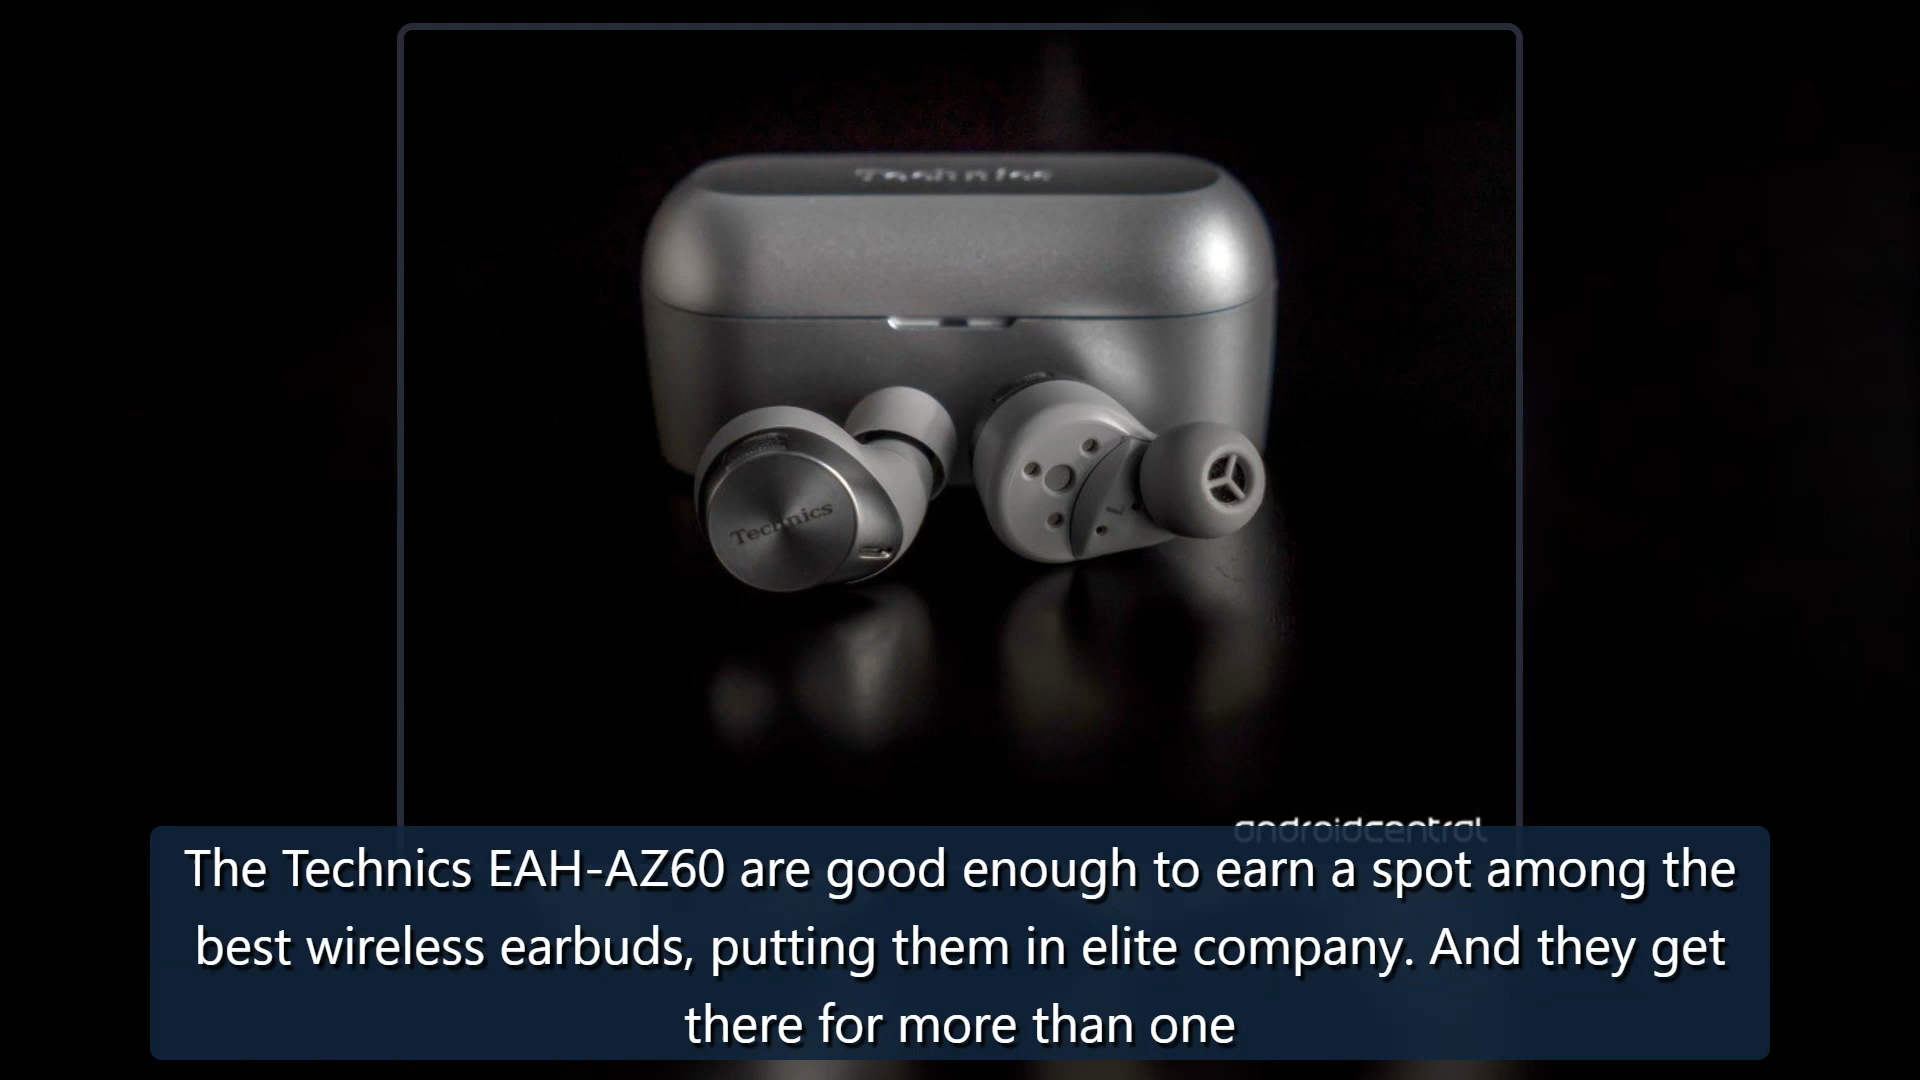 Technics
Technics
L
androidcentral
The Technics EAH-AZ60 are good enough to earn a spot among the
best wireless earbuds, putting them in elite company. And they get
there for more than one